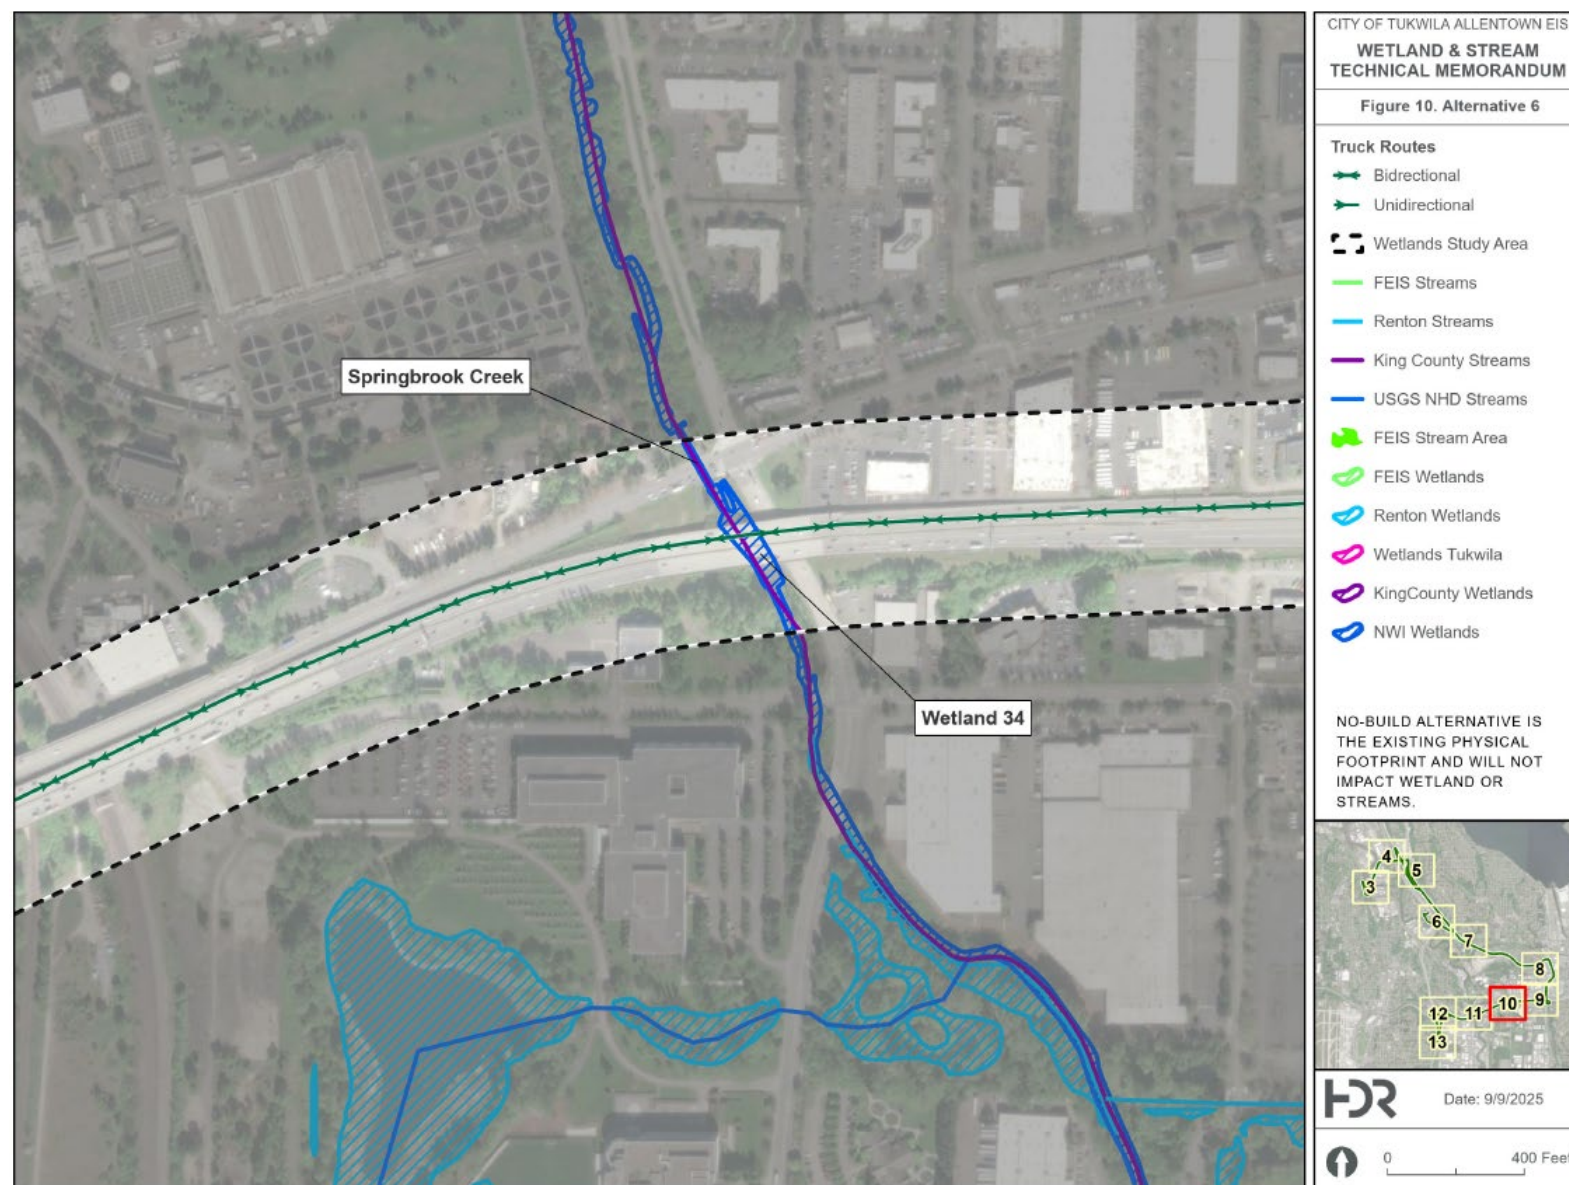 CITY OF TUKWILA ALLENTOWN EIS
WETLAND & STREAM
TECHNICAL MEMORANDUM
Figure 10. Alternative 6
Truck Routes
Bidrectional
Unidirectional
Wetlands Study Area
FEIS Streams
Renton Streams
King County Streams
USGS NHD Streams
FEIS Stream Area
FEIS Wetlands
Renton Wetlands
Wetlands Tukwila
KingCounty Wetlands
NWI Wetlands
NO-BUILD ALTERNATIVE IS
THE EXISTING PHYSICAL
FOOTPRINT AND WILL NOT
IMPACT WETLAND OR
STREAMS.
Springbrook Creek
Wetland 34
4
5
3
6
7
8
9
10
11
12
13
HDR
Date: 9/9/2025
0 400 Feet